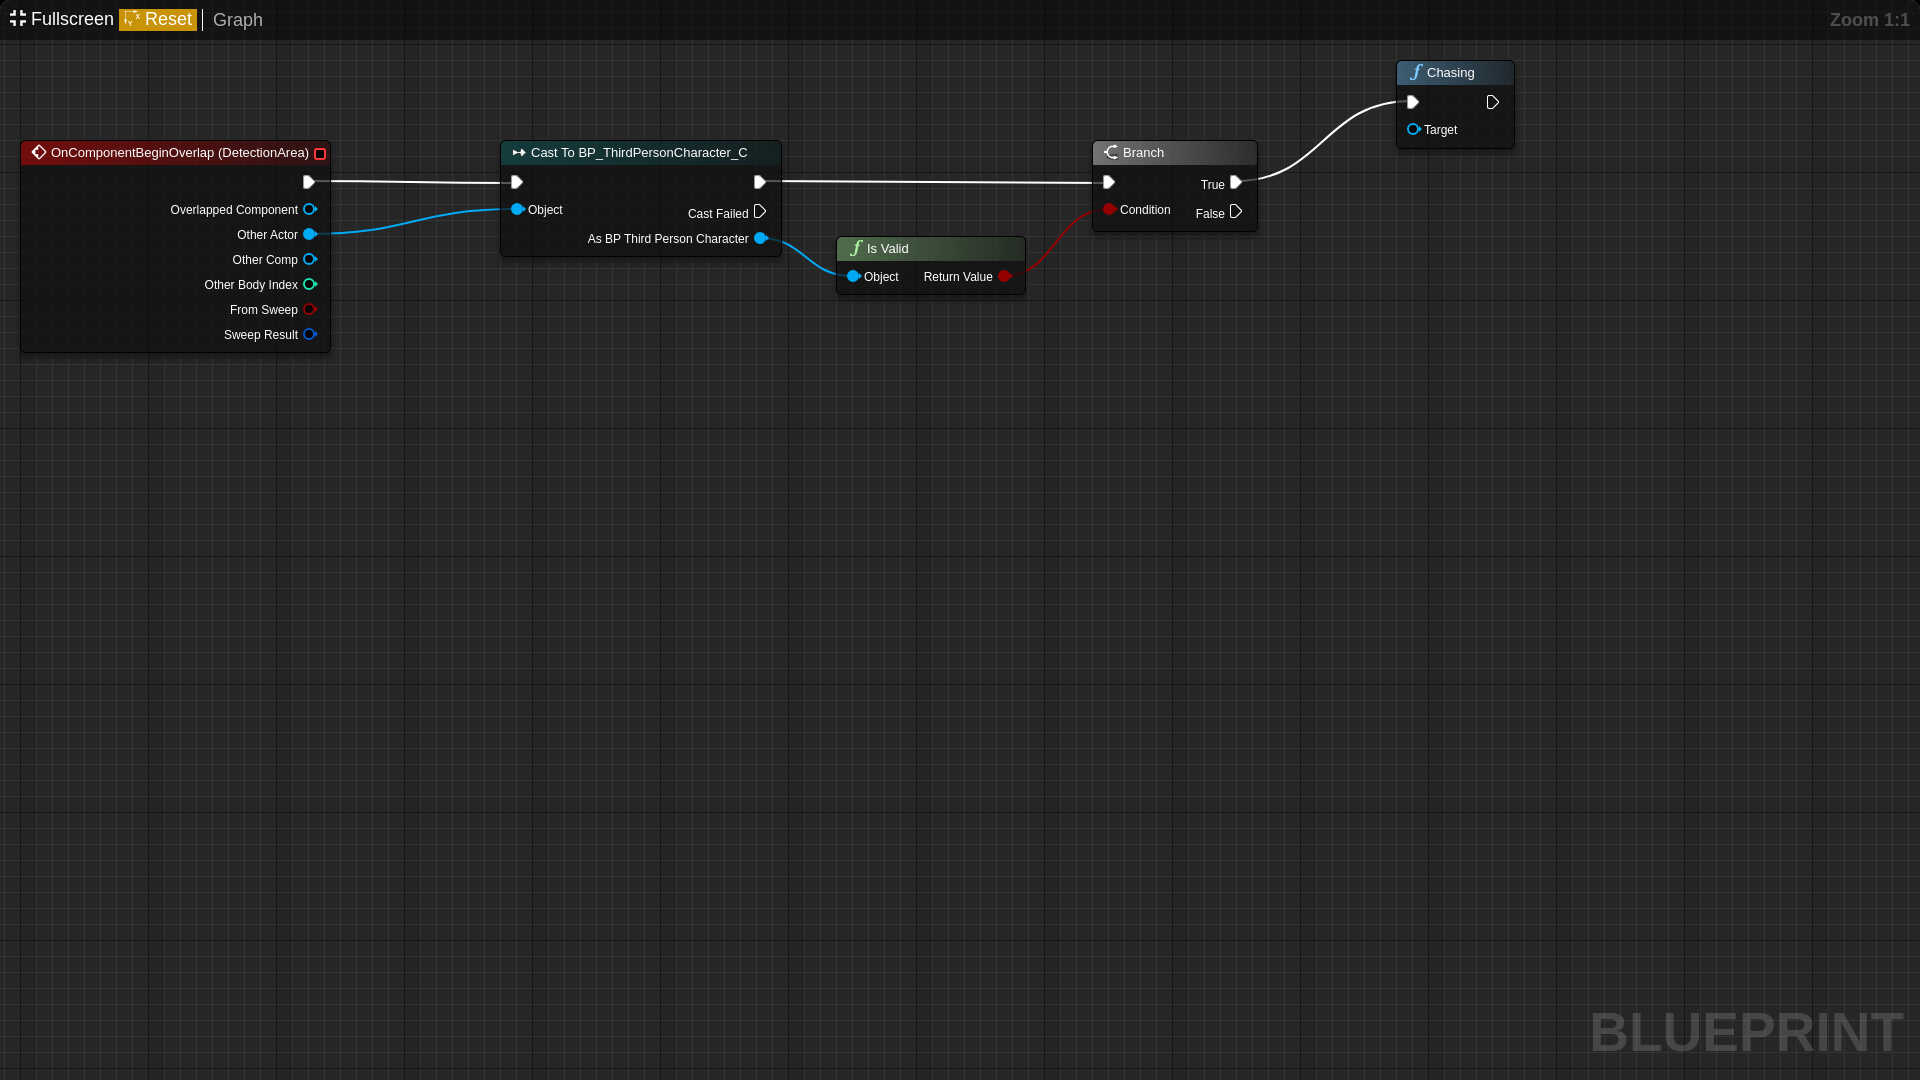 Fullscreen Reset Graph Zoom 1:1
Chasing
Target
OnComponentBeginOverlap (DetectionArea)
Overlapped Component
Other Actor
Other Comp
Other Body Index
From Sweep
Sweep Result
Cast To BP_ThirdPersonCharacter_C
Object
Cast Failed
As BP Third Person Character
Is Valid
Object Return Value
Branch
True
Condition False
BLUEPRINT